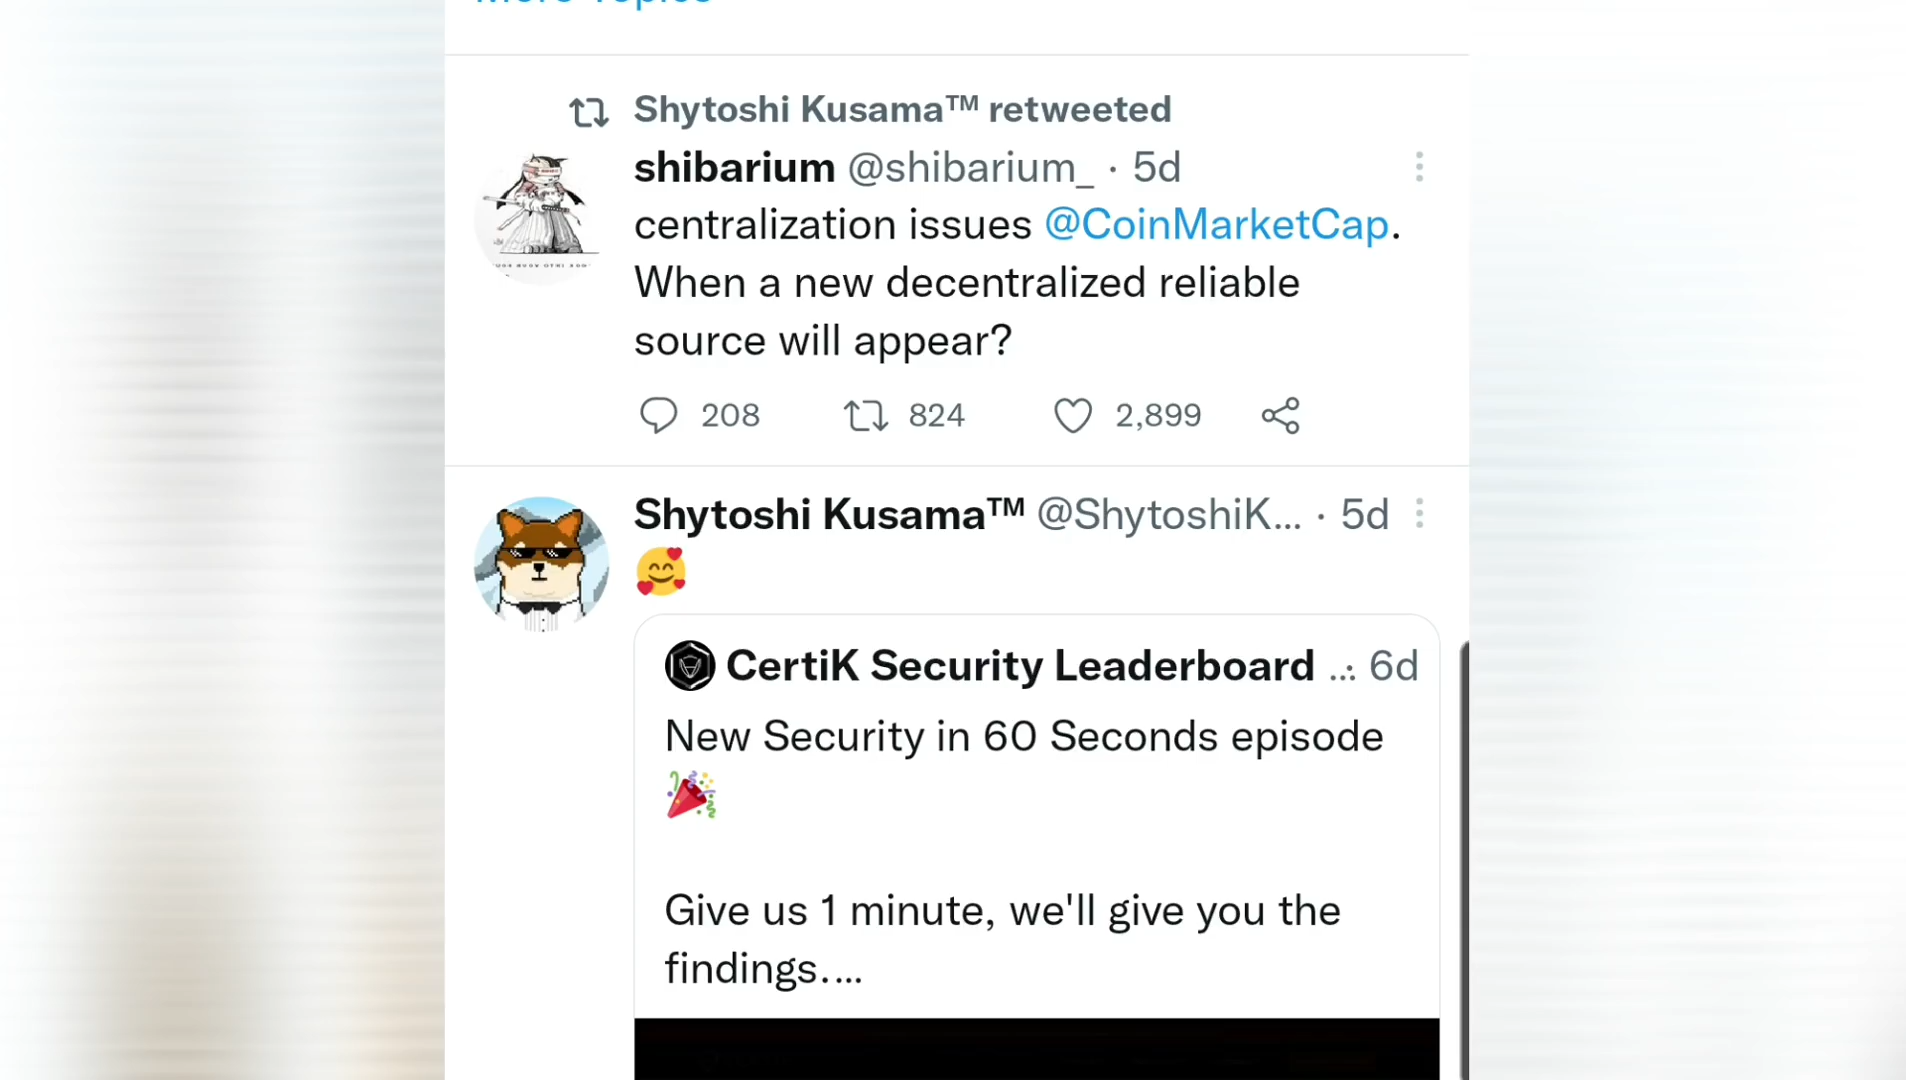 More Topics
Shytoshi Kusama™ retweeted
shibarium @shibarium_ · 5d
centralization issues @CoinMarketCap.
When a new decentralized reliable
source will appear?
208 824 2,899
Shytoshi Kusama™ @ShytoshiK... · 5d
🥰
CertiK Security Leaderboard ... · 6d
New Security in 60 Seconds episode
🎉
Give us 1 minute, we'll give you the
findings....